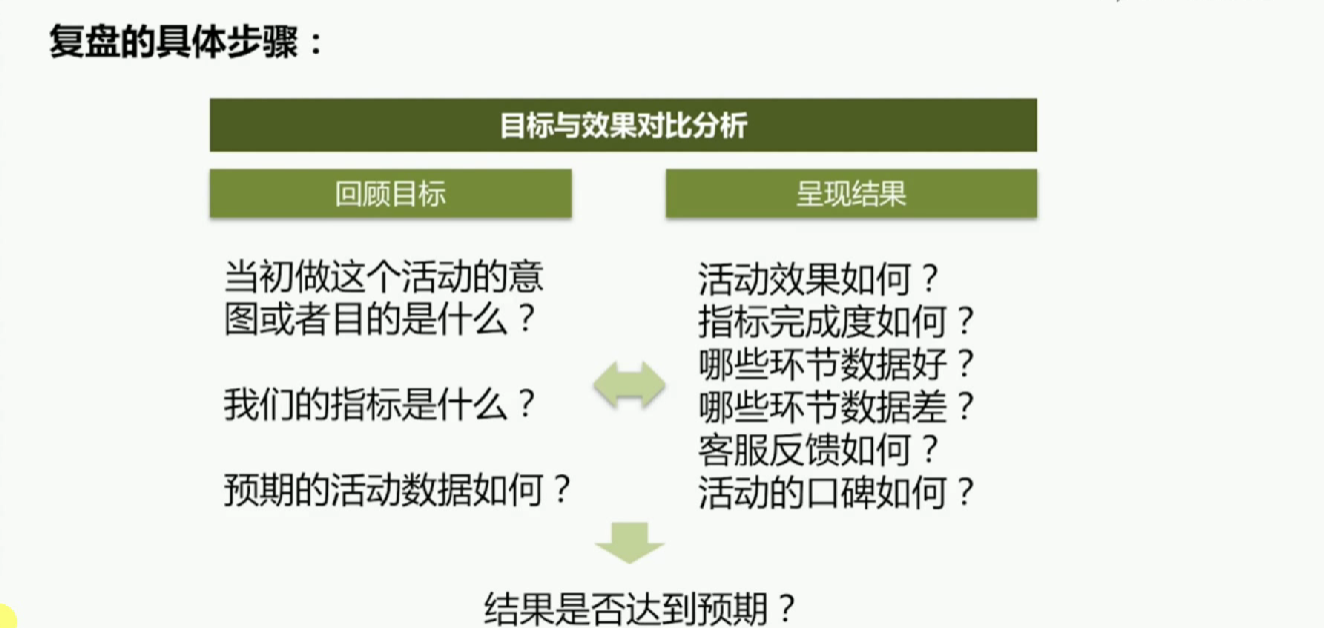 复盘的具体步骤：
目标与效果对比分析
回顾目标
呈现结果
当初做这个活动的意
图或者目的是什么？
我们的指标是什么？
预期的活动数据如何？
活动效果如何？
指标完成度如何？
哪些环节数据好？
哪些环节数据差？
客服反馈如何？
活动的口碑如何？
结果是否达到预期？